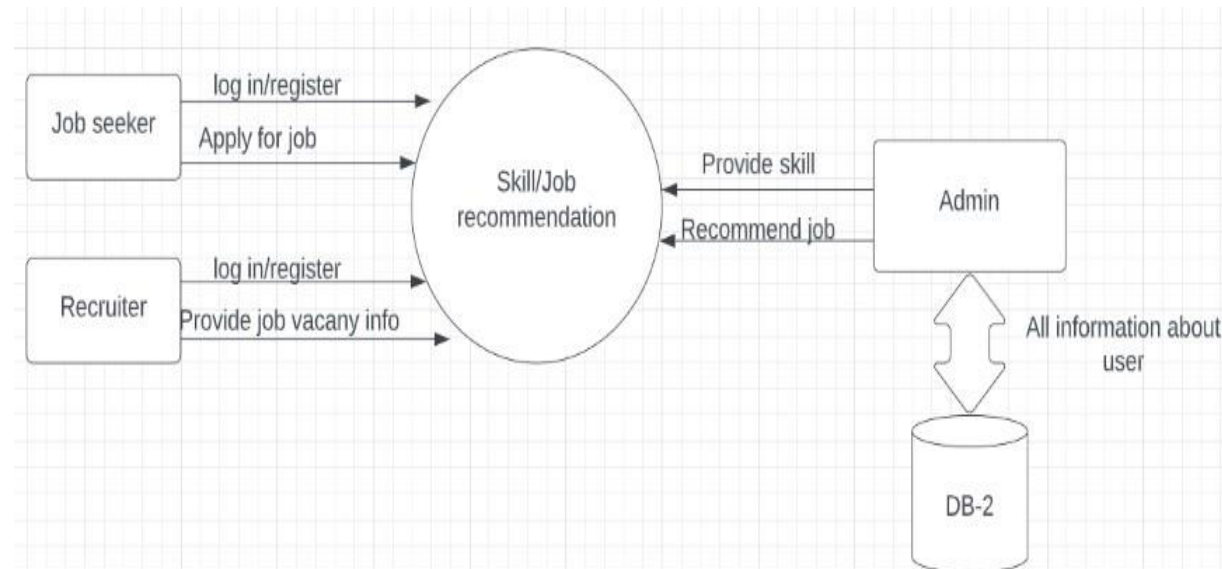 Job seeker
log in/register
Apply for job
Recruiter
log in/register
Provide job vacany info
Skill/Job
recommendation
Provide skill
Recommend job
Admin
All information about
user
DB-2